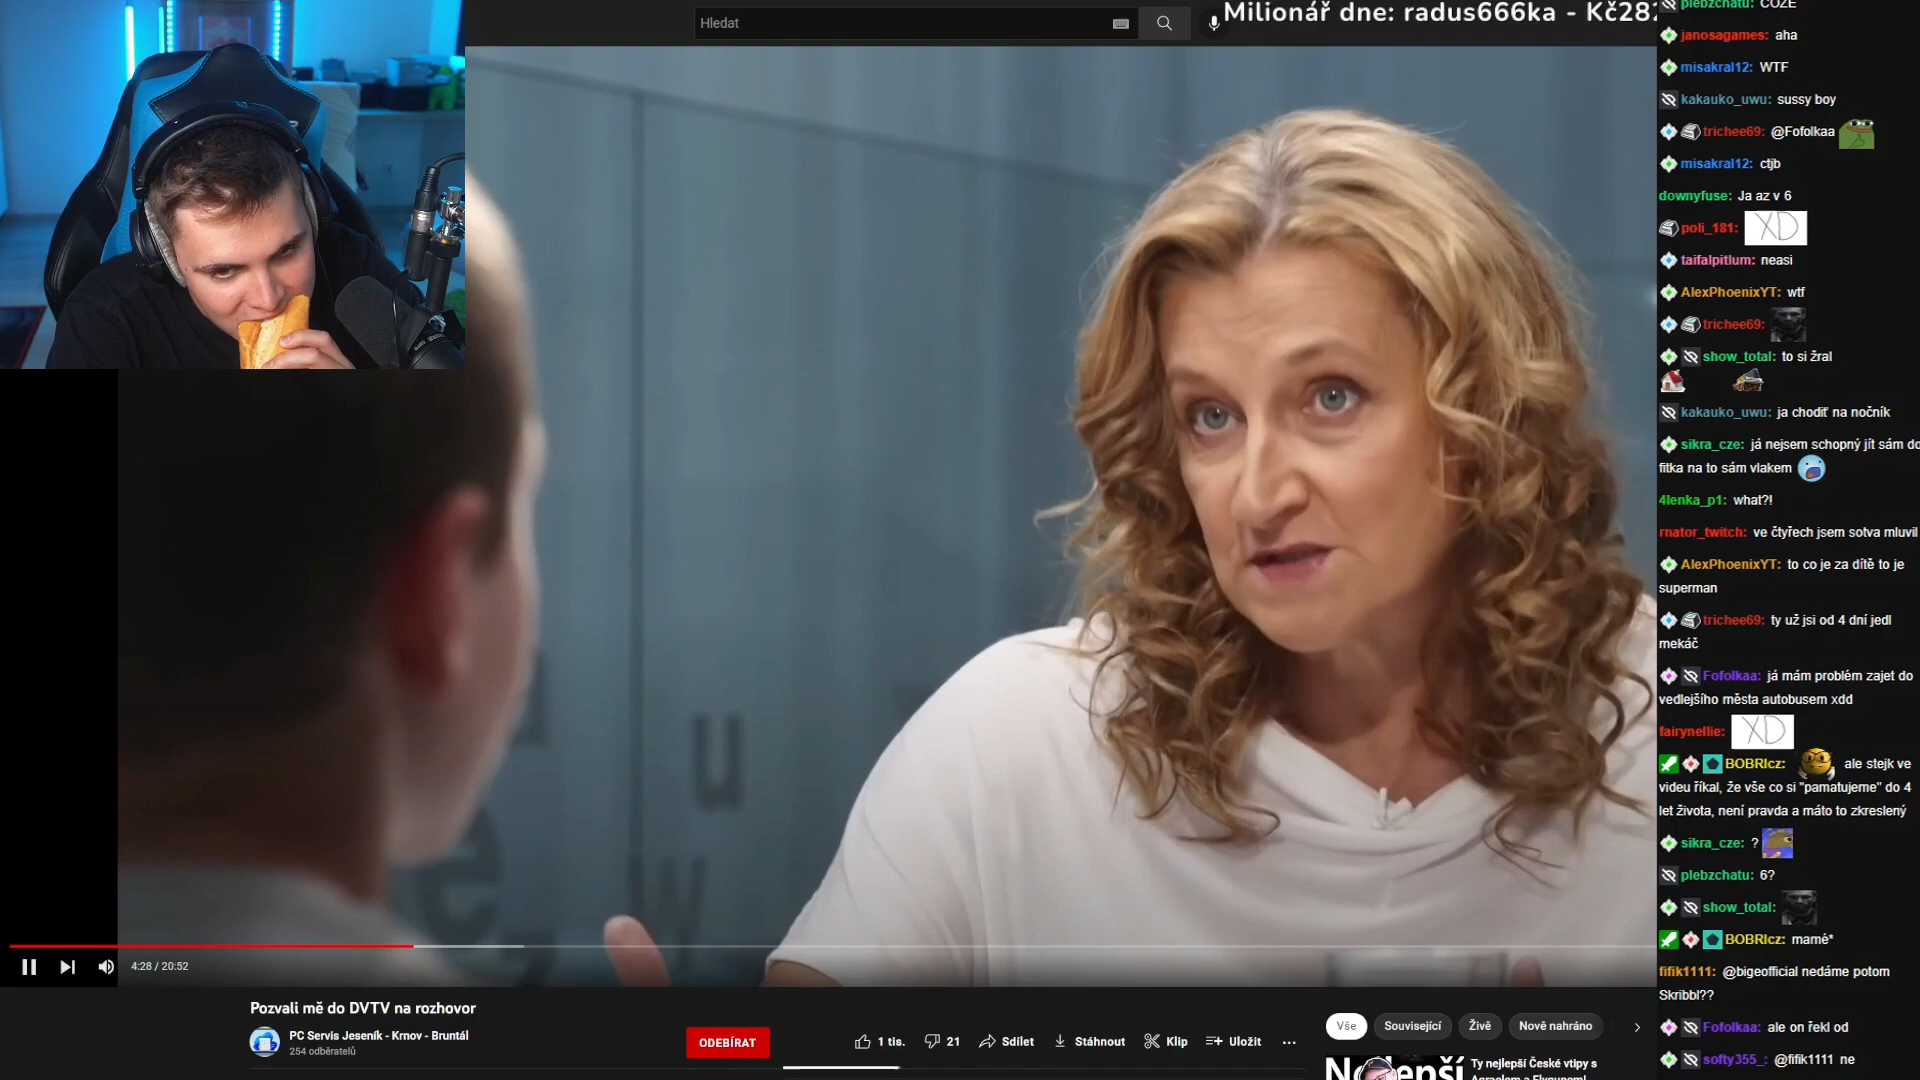 Hledat
Milionář dne: radus666ka - Kč28
u
w
4:28 / 20:52
Pozvali mě do DVTV na rozhovor
PC Servis Jeseník - Krnov - Bruntál
254 odběratelů
ODEBÍRAT
1 tis.
21
Sdílet
Stáhnout
Klip
Uložit
Vše
Související
Živě
Nově nahráno
Nejlepší
Ty nejlepší České vtipy s
Agraelem a Flygunem!
plebzchatu: COŽE
janosagames: aha
misakral12: WTF
kakauko_uwu: sussy boy
trichee69: @Fofolkaa
misakral12: ctjb
downyfuse: Ja az v 6
poli_181: XD
taifalpitlum: neasi
AlexPhoenixYT: wtf
trichee69:
show_total: to si žral
kakauko_uwu: ja chodiť na nočník
sikra_cze: já nejsem schopný jít sám do
fitka na to sám vlakem
4lenka_p1: what?!
rnator_twitch: ve čtyřech jsem sotva mluvil
AlexPhoenixYT: to co je za dítě to je
superman
trichee69: ty už jsi od 4 dní jedl
mekáč
Fofolkaa: já mám problém zajet do
vedlejšího města autobusem xdd
fairynellie: XD
BOBRIcz: ale stejk ve
videu říkal, že vše co si "pamatujeme" do 4
let života, není pravda a máto to zkreslený
sikra_cze: ?
plebzchatu: 6?
show_total:
BOBRIcz: mamé*
fifik1111: @bigeofficial nedáme potom
Skribbl??
Fofolkaa: ale on řekl od
softy355_: @fifik1111 ne